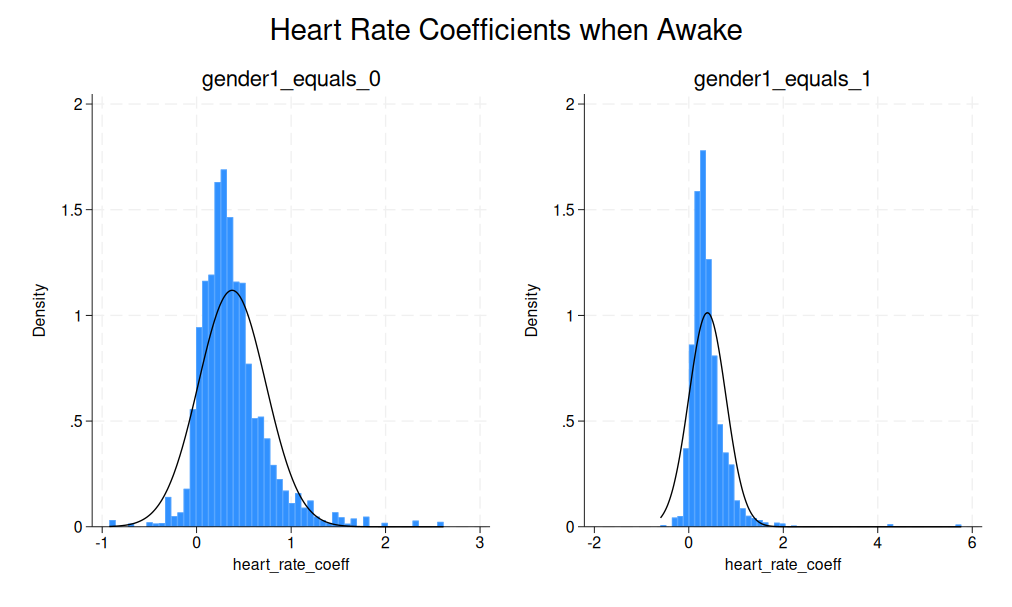 Heart Rate Coefficients when Awake
gender1_equals_0
2
1.5
1
.5
0
Density
-1 0 1 2 3
heart_rate_coeff
gender1_equals_1
2
1.5
1
.5
0
Density
-2 0 2 4 6
heart_rate_coeff